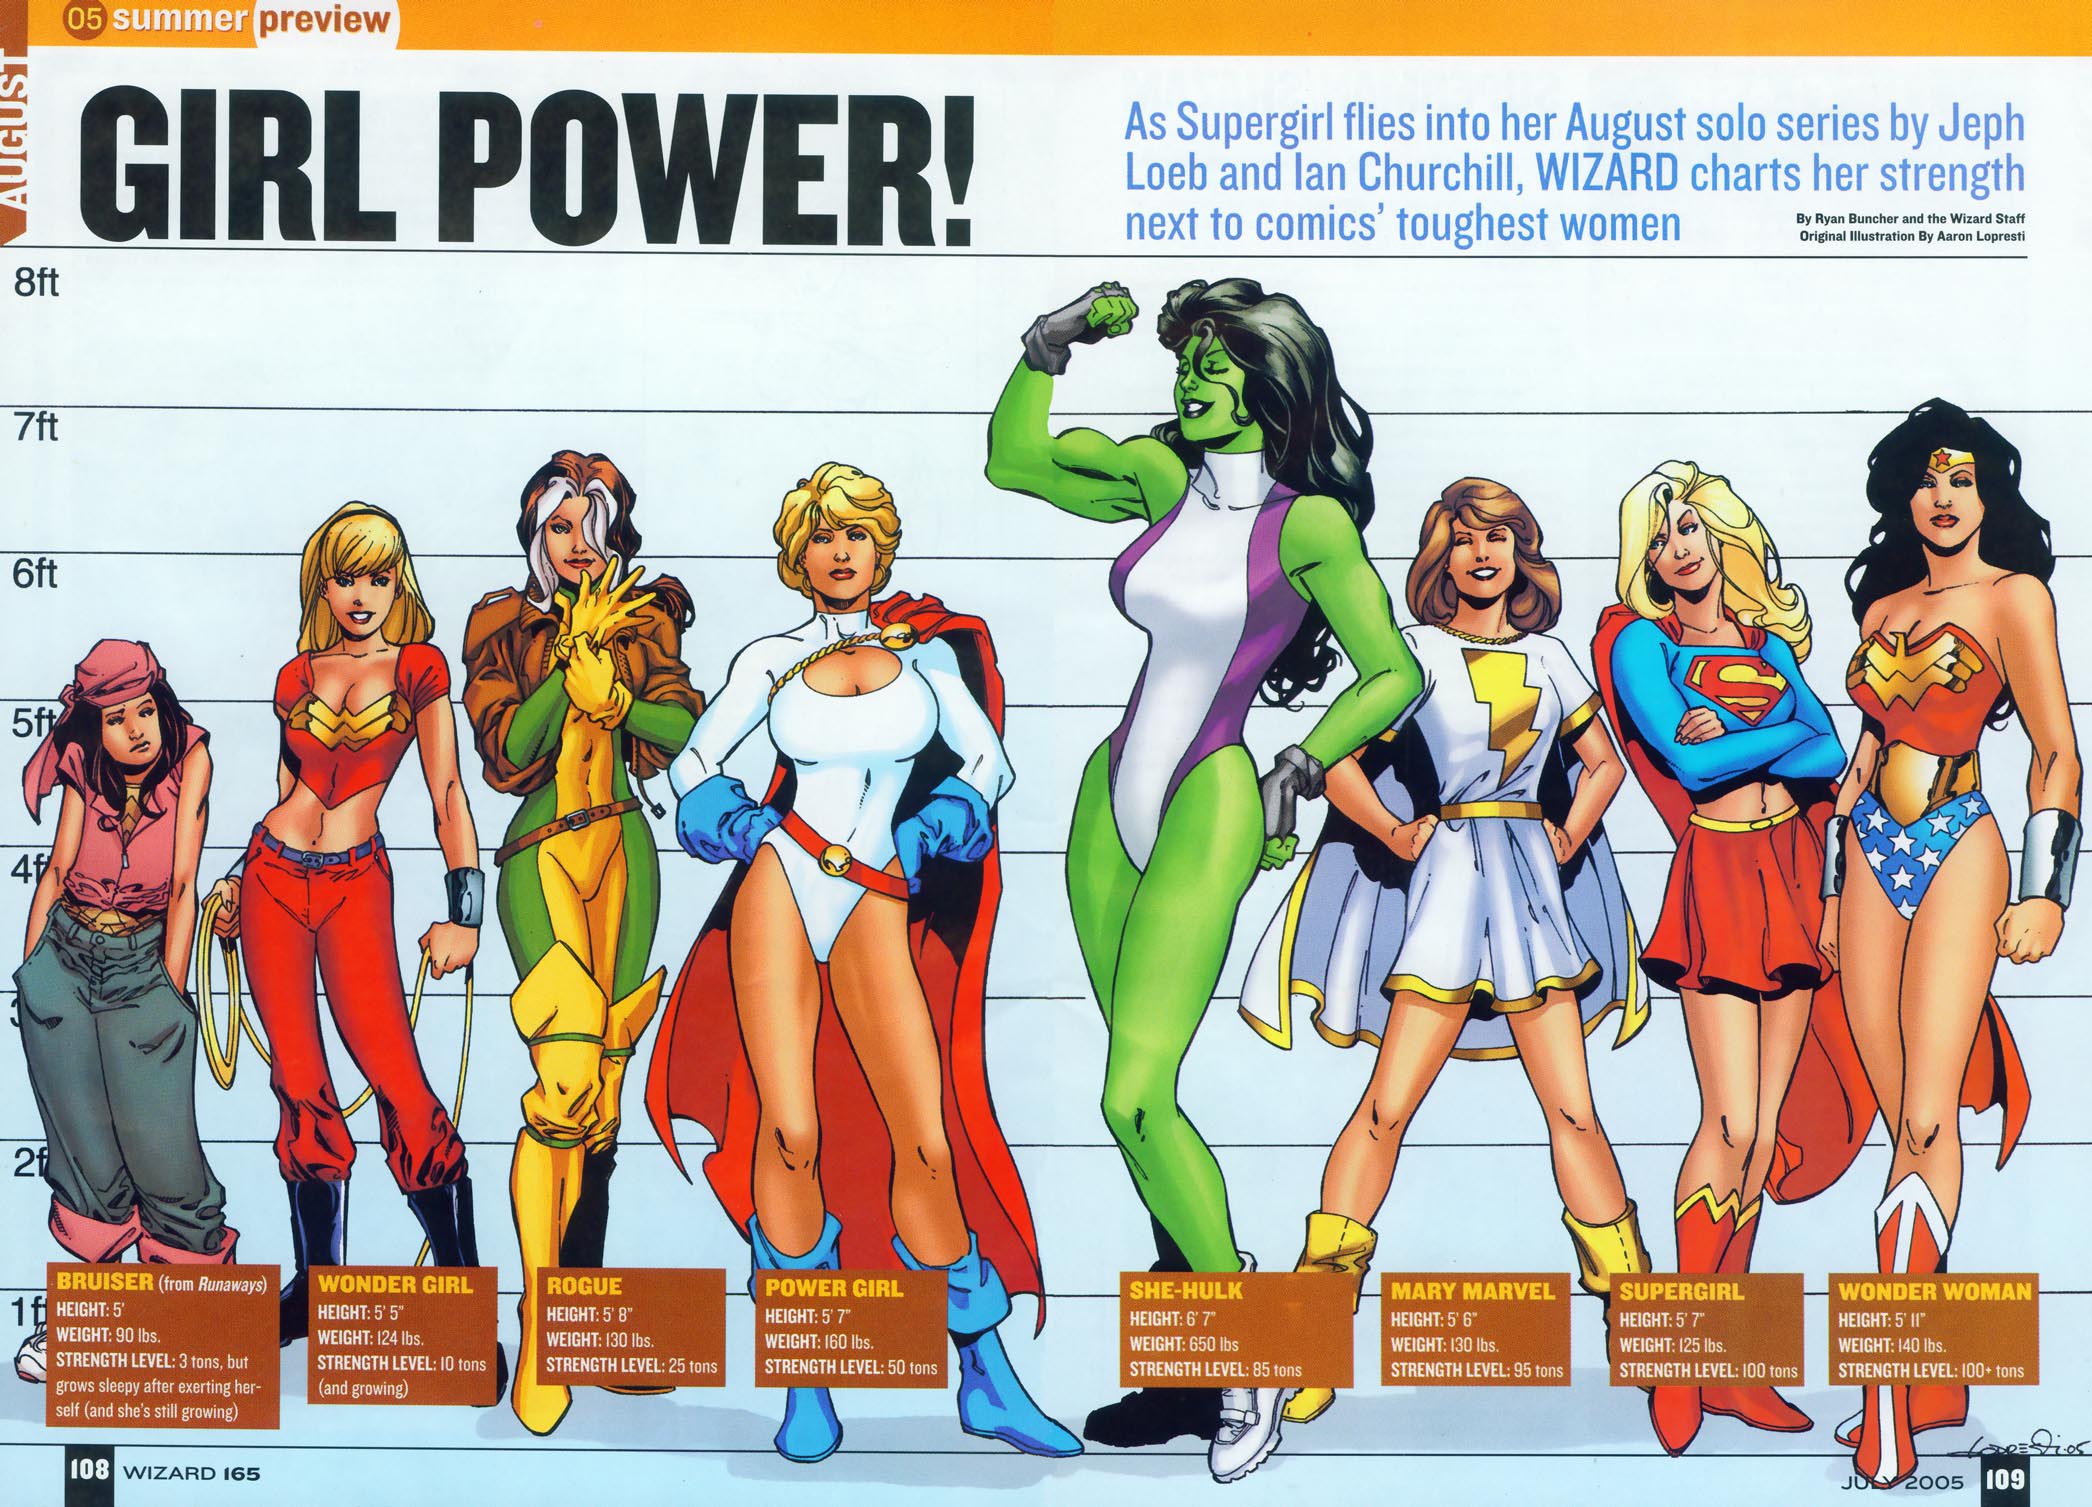 05 summer preview
AUGUST
GIRL POWER!
As Supergirl flies into her August solo series by Jeph
Loeb and Ian Churchill, WIZARD charts her strength
next to comics' toughest women
By Ryan Buncher and the Wizard Staff
Original Illustration By Aaron Lopresti
8ft
7ft
6ft
5ft
4ft
3
2f
1ft
BRUISER (from Runaways)
HEIGHT: 5'
WEIGHT: 90 lbs.
STRENGTH LEVEL: 3 tons, but
grows sleepy after exerting her-
self (and she's still growing)
WONDER GIRL
HEIGHT: 5' 5"
WEIGHT: 124 lbs.
STRENGTH LEVEL: 10 tons
(and growing)
ROGUE
HEIGHT: 5' 8"
WEIGHT: 130 lbs.
STRENGTH LEVEL: 25 tons
POWER GIRL
HEIGHT: 5' 7"
WEIGHT: 160 lbs.
STRENGTH LEVEL: 50 tons
SHE-HULK
HEIGHT: 6' 7"
WEIGHT: 650 lbs
STRENGTH LEVEL: 85 tons
MARY MARVEL
HEIGHT: 5' 6"
WEIGHT: 130 lbs.
STRENGTH LEVEL: 95 tons
SUPERGIRL
HEIGHT: 5' 7"
WEIGHT: 125 lbs.
STRENGTH LEVEL: 100 tons
WONDER WOMAN
HEIGHT: 5' 11"
WEIGHT: 140 lbs.
STRENGTH LEVEL: 100+ tons
LOPRESTI·05
108 WIZARD 165
JULY 2005 109